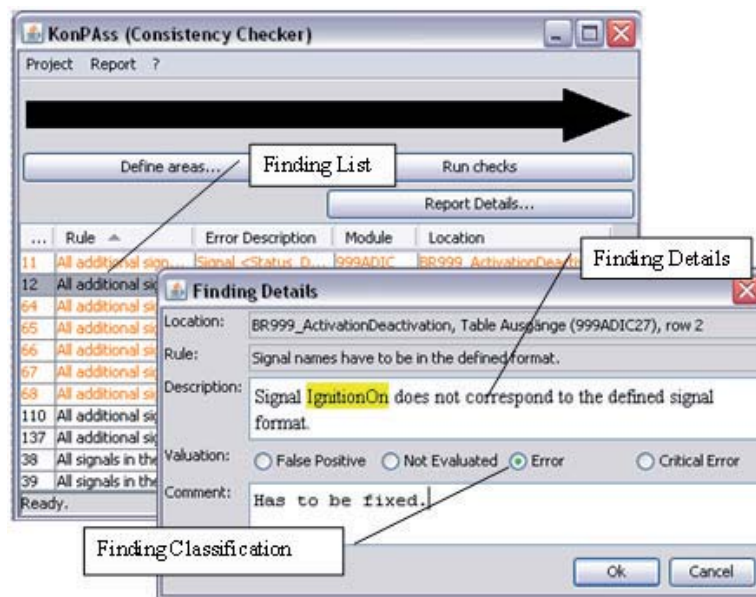 KonPAss (Consistency Checker)
Project Report ?
Define areas...
Finding List
Run checks
Report Details...
... Rule Error Description Module Location
11 All additional sign... Signal <Status_D... 999ADIC BR999_ActivationDeacti
Finding Details
12 All additional si
64 All additional si
65 All additional si
66 All additional si
67 All additional si
68 All additional si
110 All additional si
137 All additional si
38 All signals in the
39 All signals in the
Ready.
Finding Details
Location: BR999_ActivationDeactivation, Table Ausgänge (999ADIC27), row 2
Rule: Signal names have to be in the defined format.
Description: Signal IgnitionOn does not correspond to the defined signal
format.
Valuation: False Positive Not Evaluated Error Critical Error
Comment: Has to be fixed.
Finding Classification
Ok Cancel